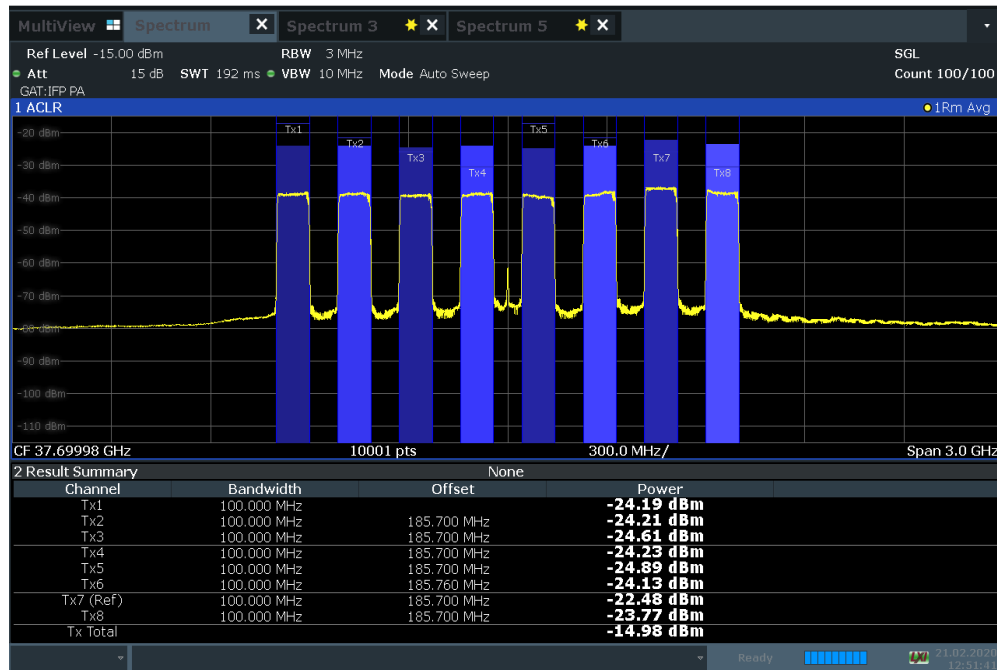 MultiView Spectrum X Spectrum 3 X Spectrum 5 X
Ref Level -15.00 dBm RBW 3 MHz SGL
Att 15 dB SWT 192 ms VBW 10 MHz Mode Auto Sweep Count 100/100
GAT:IFP PA
1 ACLR 1Rm Avg
-20 dBm
Tx1 Tx5
Tx2 Tx6
Tx3 Tx7
-30 dBm
Tx4 Tx8
-40 dBm
-50 dBm
-60 dBm
-70 dBm
-80 dBm
-90 dBm
-100 dBm
-110 dBm
CF 37.69998 GHz 10001 pts 300.0 MHz/ Span 3.0 GHz
2 Result Summary None
Channel Bandwidth Offset Power
Tx1 100.000 MHz -24.19 dBm
Tx2 100.000 MHz 185.700 MHz -24.21 dBm
Tx3 100.000 MHz 185.700 MHz -24.61 dBm
Tx4 100.000 MHz 185.700 MHz -24.23 dBm
Tx5 100.000 MHz 185.700 MHz -24.89 dBm
Tx6 100.000 MHz 185.760 MHz -24.13 dBm
Tx7 (Ref) 100.000 MHz 185.700 MHz -22.48 dBm
Tx8 100.000 MHz 185.700 MHz -23.77 dBm
Tx Total -14.98 dBm
Ready 21.02.2020
12:51:41